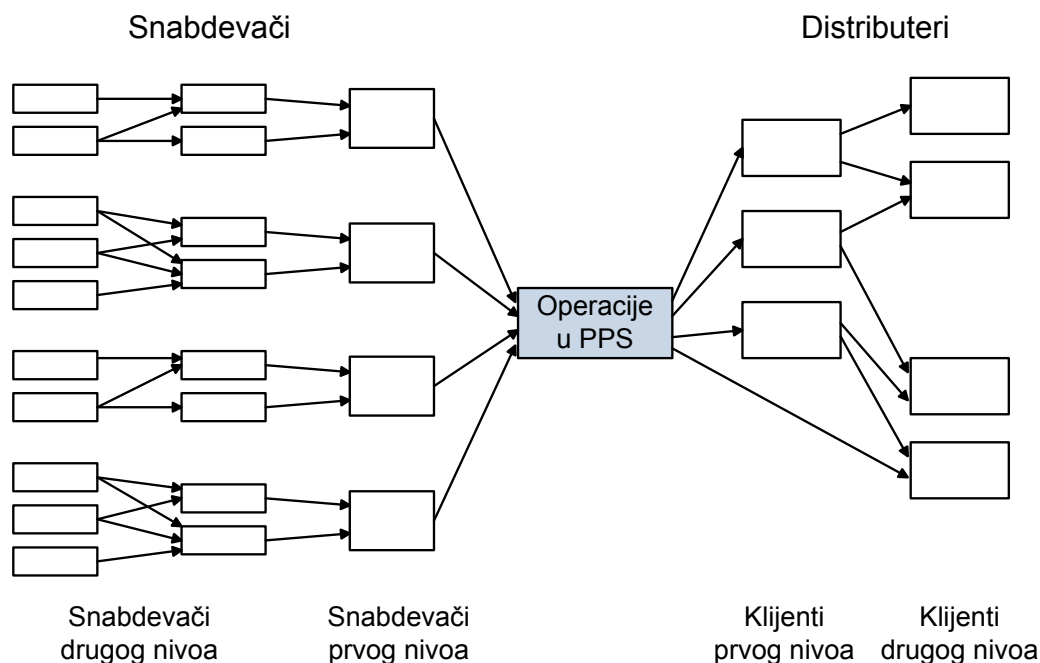 Snabdevači
Distributeri
Operacije
u PPS
Snabdevači
drugog nivoa
Snabdevači
prvog nivoa
Klijenti
prvog nivoa
Klijenti
drugog nivoa